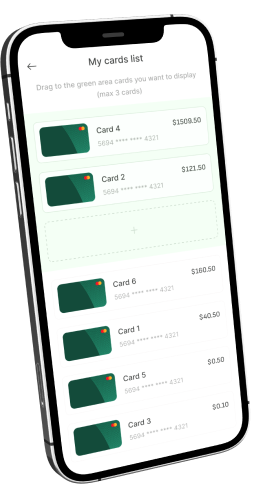 My cards list
Drag to the green area cards you want to display
(max 3 cards)
Card 4
$1509.50
5694 **** **** 4321
Card 2
$121.50
5694 **** **** 4321
+
Card 6
$160.50
5694 **** **** 4321
Card 1
$40.50
5694 **** **** 4321
Card 5
$0.50
5694 **** **** 4321
Card 3
$0.10
5694 **** **** 4321